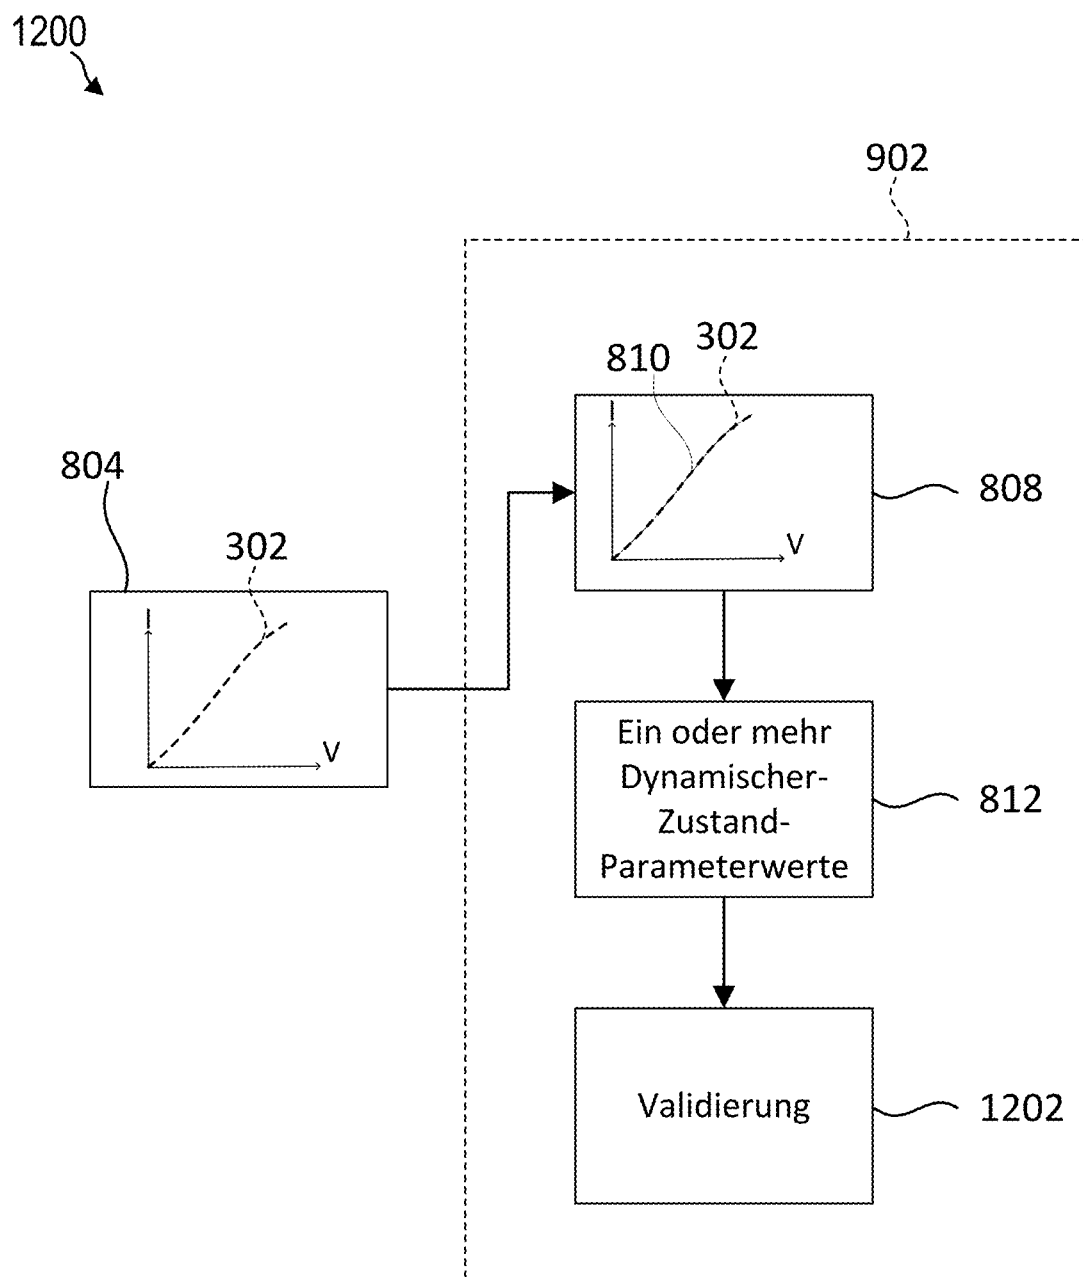 1200
902
302
810
I
V
808
804
302
I
V
Ein oder mehr
Dynamischer-
Zustand-
Parameterwerte
812
Validierung
1202